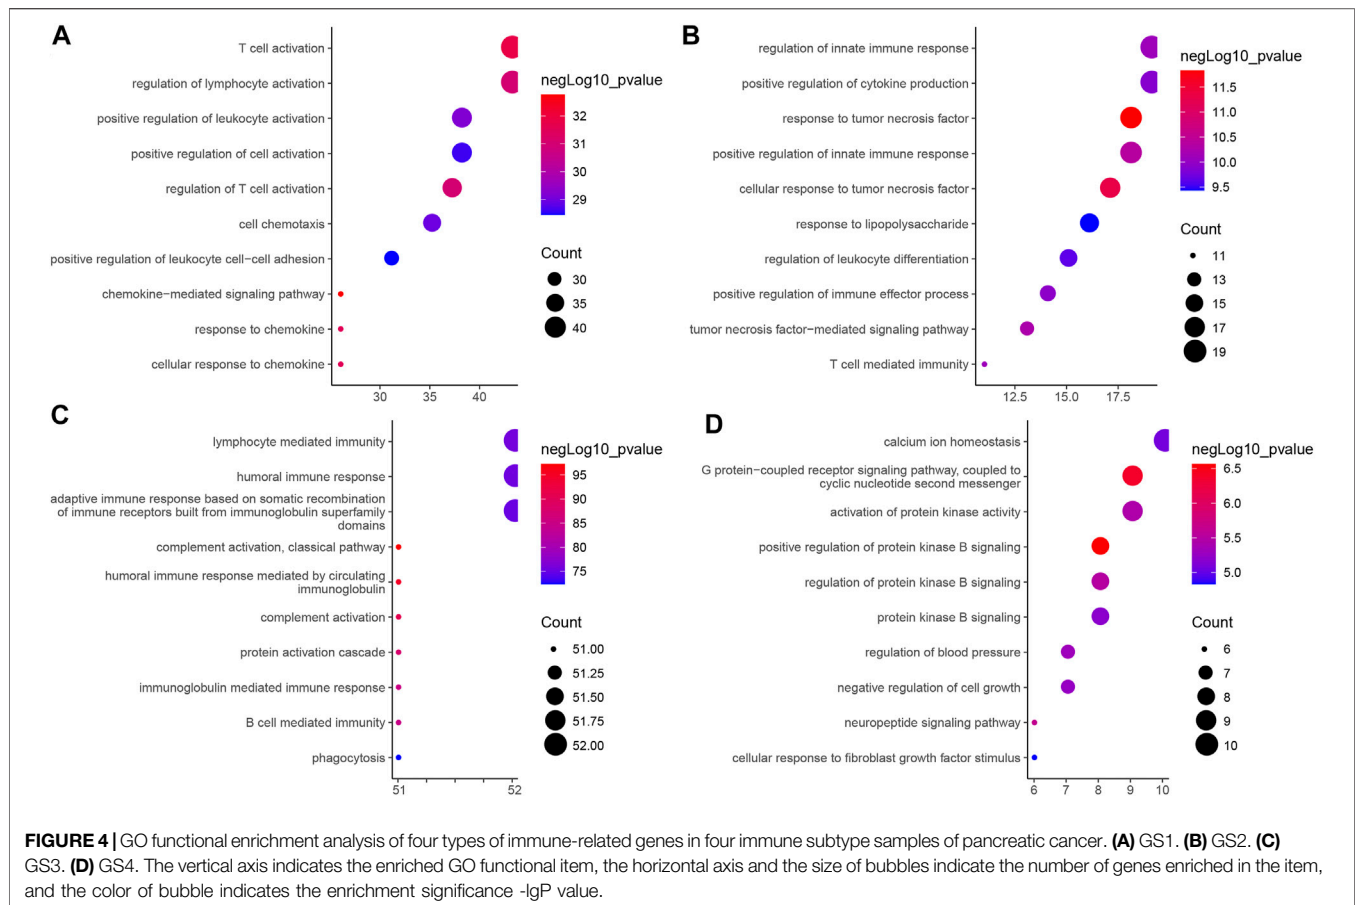 A
T cell activation
regulation of lymphocyte activation
positive regulation of leukocyte activation
positive regulation of cell activation
regulation of T cell activation
cell chemotaxis
positive regulation of leukocyte cell−cell adhesion
chemokine−mediated signaling pathway
response to chemokine
cellular response to chemokine
30 35 40
negLog10_pvalue
32
31
30
29
Count
30
35
40
B
regulation of innate immune response
positive regulation of cytokine production
response to tumor necrosis factor
positive regulation of innate immune response
cellular response to tumor necrosis factor
response to lipopolysaccharide
regulation of leukocyte differentiation
positive regulation of immune effector process
tumor necrosis factor−mediated signaling pathway
T cell mediated immunity
12.5 15.0 17.5
negLog10_pvalue
11.5
11.0
10.5
10.0
9.5
Count
11
13
15
17
19
C
lymphocyte mediated immunity
humoral immune response
adaptive immune response based on somatic recombination
of immune receptors built from immunoglobulin superfamily
domains
complement activation, classical pathway
humoral immune response mediated by circulating
immunoglobulin
complement activation
protein activation cascade
immunoglobulin mediated immune response
B cell mediated immunity
phagocytosis
51 52
negLog10_pvalue
95
90
85
80
75
Count
51.00
51.25
51.50
51.75
52.00
D
calcium ion homeostasis
G protein−coupled receptor signaling pathway, coupled to
cyclic nucleotide second messenger
activation of protein kinase activity
positive regulation of protein kinase B signaling
regulation of protein kinase B signaling
protein kinase B signaling
regulation of blood pressure
negative regulation of cell growth
neuropeptide signaling pathway
cellular response to fibroblast growth factor stimulus
6 7 8 9 10
negLog10_pvalue
6.5
6.0
5.5
5.0
Count
6
7
8
9
10
FIGURE 4 | GO functional enrichment analysis of four types of immune-related genes in four immune subtype samples of pancreatic cancer. (A) GS1. (B) GS2. (C)
GS3. (D) GS4. The vertical axis indicates the enriched GO functional item, the horizontal axis and the size of bubbles indicate the number of genes enriched in the item,
and the color of bubble indicates the enrichment significance -lgP value.